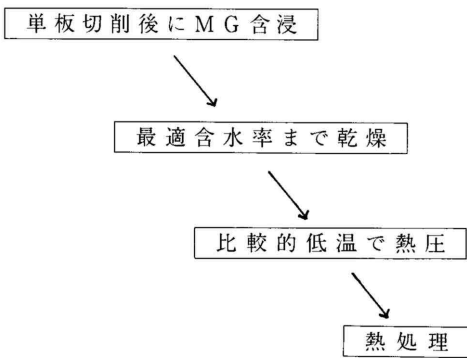 単板切削後にMG含浸
最適含水率まで乾燥
比較的低温で熱圧
熱処理